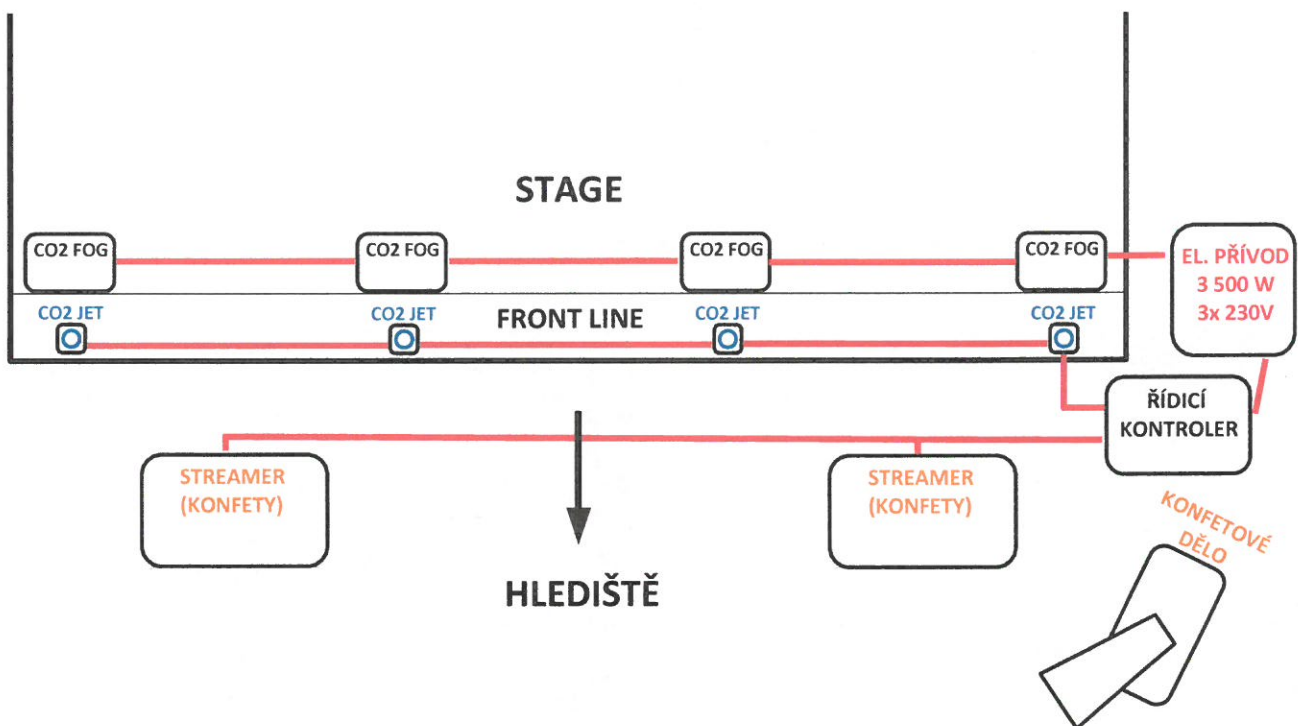 STAGE
CO2 FOG
CO2 FOG
CO2 FOG
CO2 FOG
EL. PŘÍVOD
3 500 W
3x 230V
CO2 JET
CO2 JET
FRONT LINE
CO2 JET
CO2 JET
ŘÍDICÍ
KONTROLER
STREAMER
(KONFETY)
STREAMER
(KONFETY)
KONFETOVÉ
DĚLO
HLEDIŠTĚ